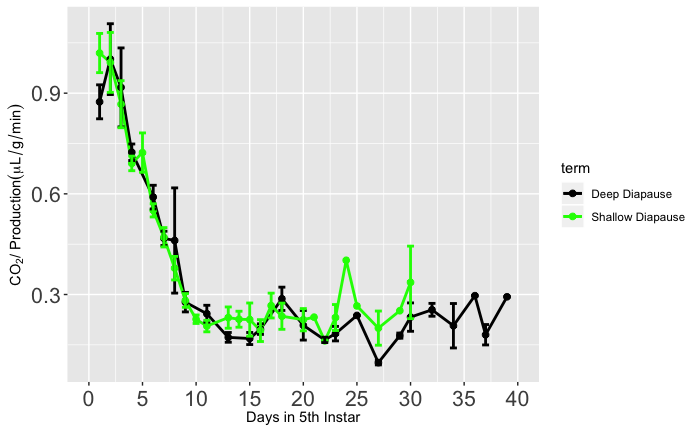 0.9
0.6
0.3
CO₂/ Production(μL/g/min)
0 5 10 15 20 25 30 35 40
Days in 5th Instar
term
Deep Diapause
Shallow Diapause